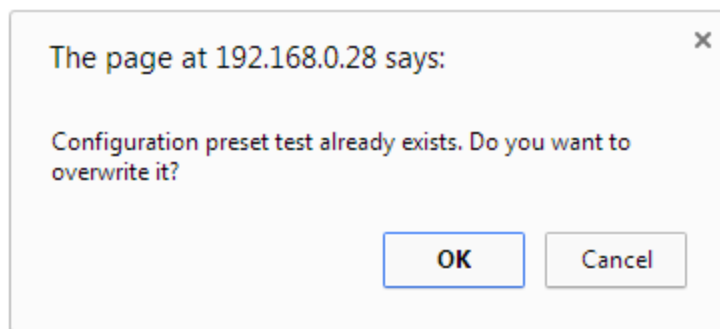 The page at 192.168.0.28 says:
Configuration preset test already exists. Do you want to
overwrite it?
OK
Cancel